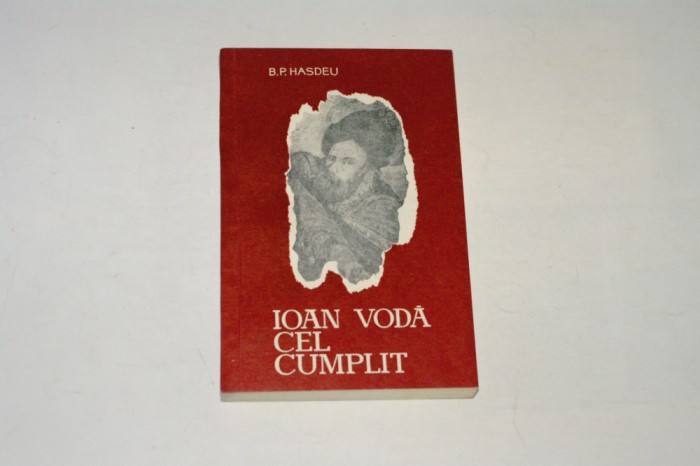 B.P. HASDEU
IOAN VODĂ
CEL
CUMPLIT